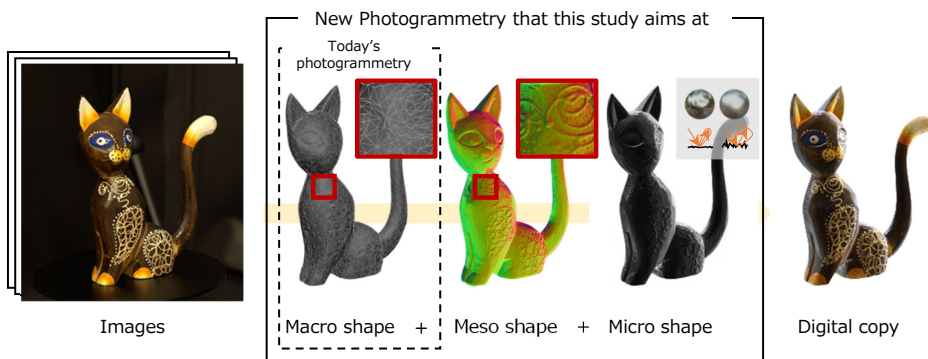 New Photogrammetry that this study aims at
Today's
photogrammetry
Images
Macro shape + Meso shape + Micro shape
Digital copy